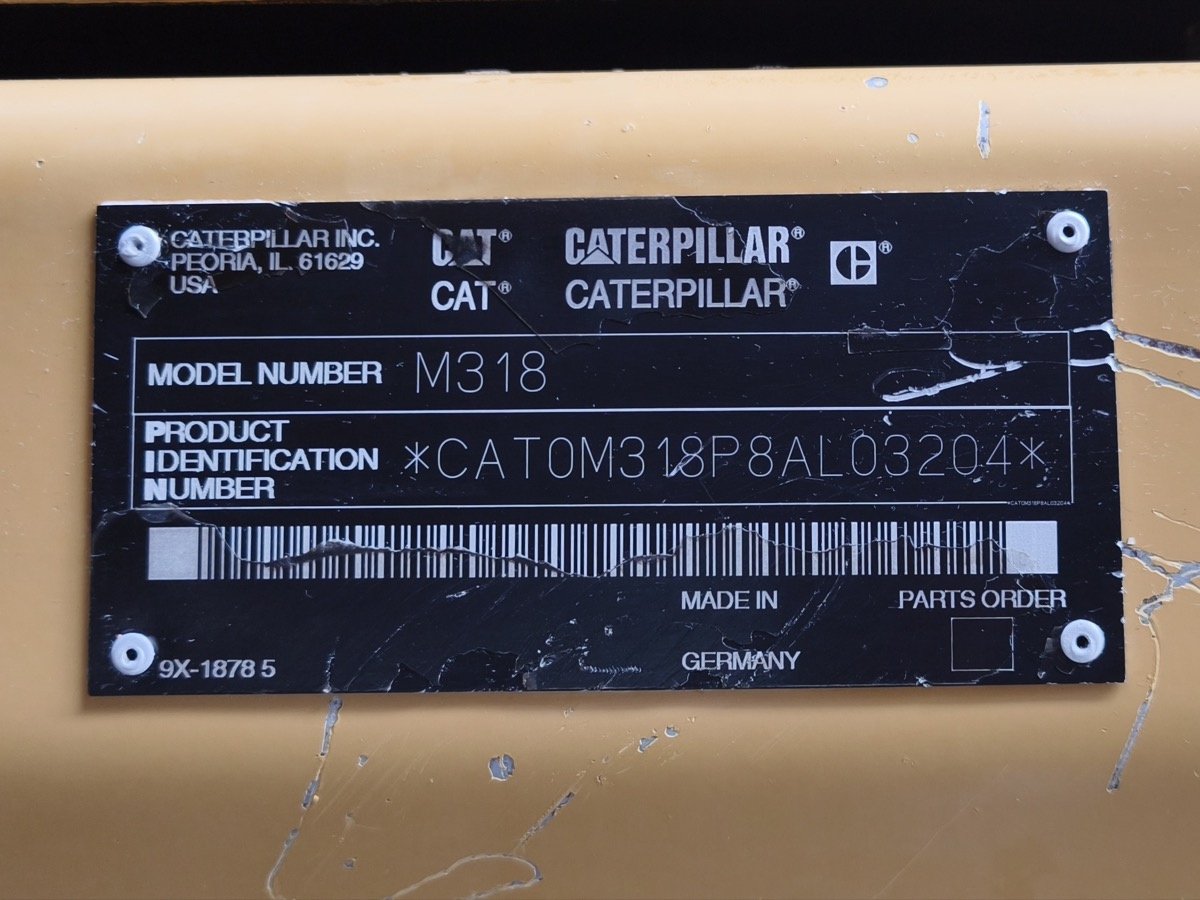 CATERPILLAR INC.
PEORIA, IL. 61629
USA
CAT® CATERPILLAR® ®
CAT® CATERPILLAR®
MODEL NUMBER M318
PRODUCT
IDENTIFICATION
NUMBER
*CAT0M318P8AL03204*
*CAT0M318P8AL03204*
MADE IN
PARTS ORDER
9X-1878 5
GERMANY